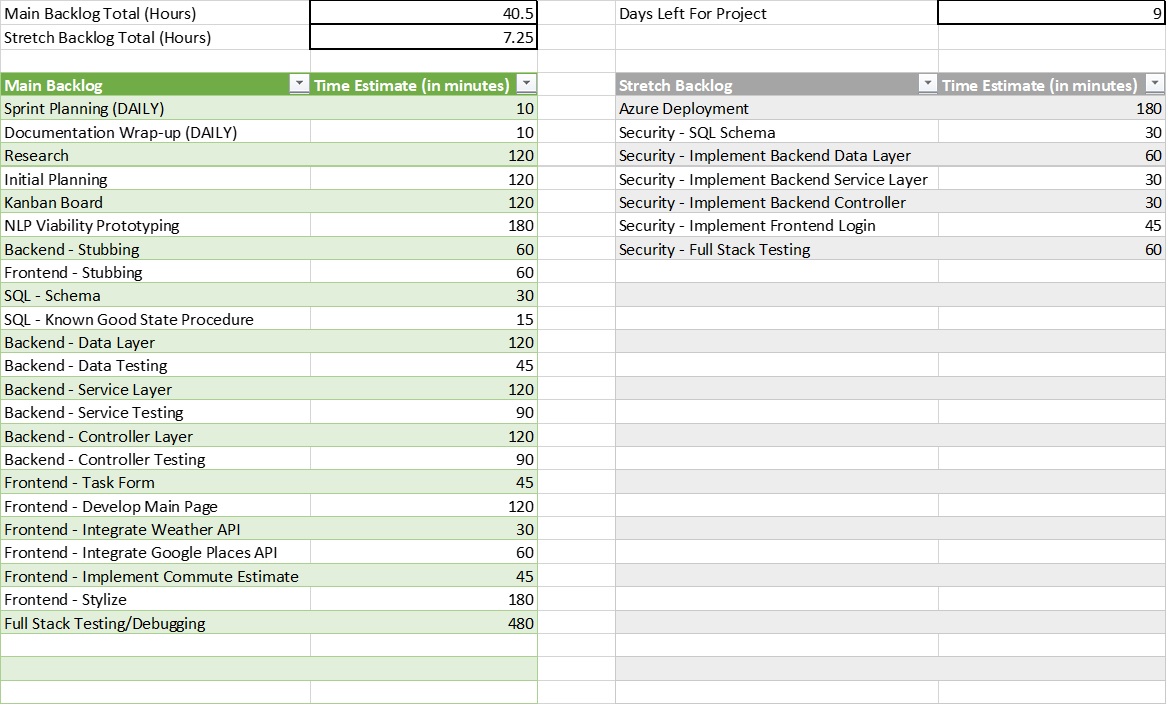 Main Backlog Total (Hours) 40.5 Days Left For Project 9
Stretch Backlog Total (Hours) 7.25
Main Backlog Time Estimate (in minutes) Stretch Backlog Time Estimate (in minutes)
Sprint Planning (DAILY) 10 Azure Deployment 180
Documentation Wrap-up (DAILY) 10 Security - SQL Schema 30
Research 120 Security - Implement Backend Data Layer 60
Initial Planning 120 Security - Implement Backend Service Layer 30
Kanban Board 120 Security - Implement Backend Controller 30
NLP Viability Prototyping 180 Security - Implement Frontend Login 45
Backend - Stubbing 60 Security - Full Stack Testing 60
Frontend - Stubbing 60
SQL - Schema 30
SQL - Known Good State Procedure 15
Backend - Data Layer 120
Backend - Data Testing 45
Backend - Service Layer 120
Backend - Service Testing 90
Backend - Controller Layer 120
Backend - Controller Testing 90
Frontend - Task Form 45
Frontend - Develop Main Page 120
Frontend - Integrate Weather API 30
Frontend - Integrate Google Places API 60
Frontend - Implement Commute Estimate 45
Frontend - Stylize 180
Full Stack Testing/Debugging 480